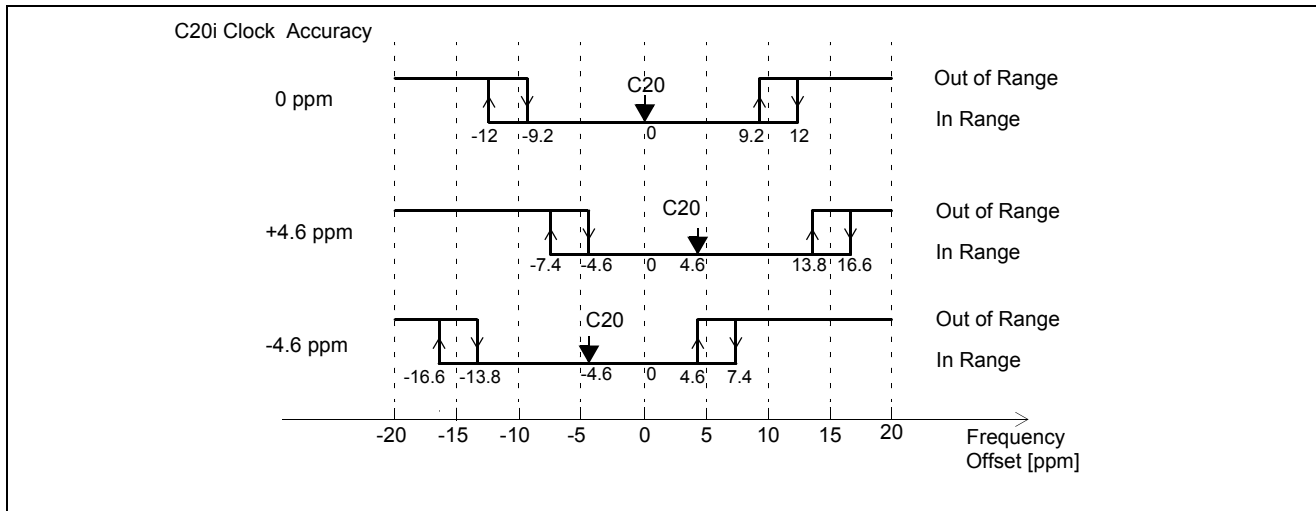 C20i Clock Accuracy
0 ppm
C20
Out of Range
In Range
-12 -9.2 0 9.2 12
+4.6 ppm
C20
Out of Range
In Range
-7.4 -4.6 0 4.6 13.8 16.6
-4.6 ppm
C20
Out of Range
In Range
-16.6 -13.8 -4.6 0 4.6 7.4
-20 -15 -10 -5 0 5 10 15 20
Frequency
Offset [ppm]